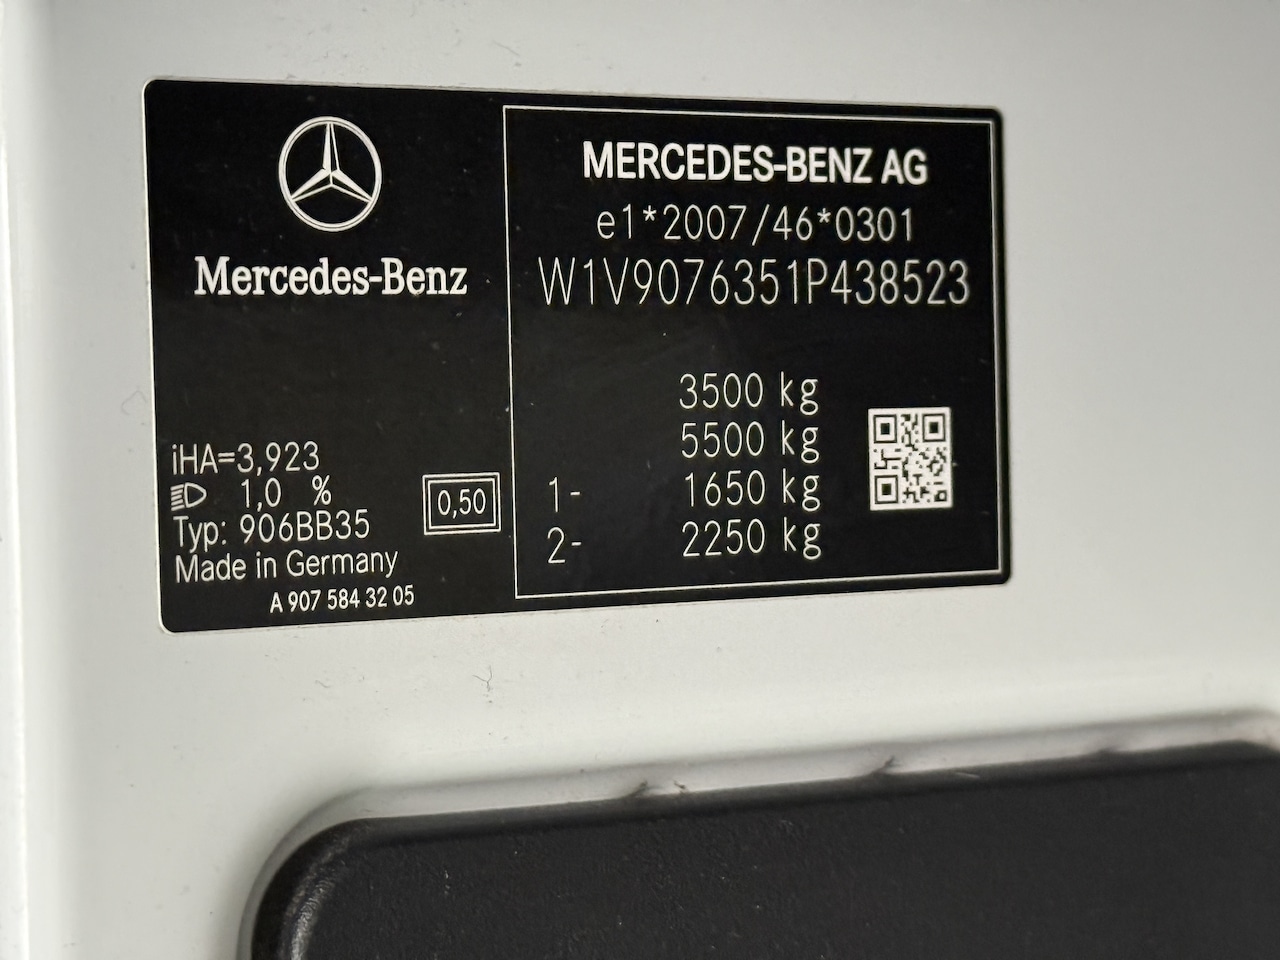 Mercedes-Benz
iHA=3,923
1,0 %
Typ: 906BB35
Made in Germany
A 907 584 32 05
0,50
MERCEDES-BENZ AG
e1*2007/46*0301
W1V9076351P438523
3500 kg
5500 kg
1- 1650 kg
2- 2250 kg